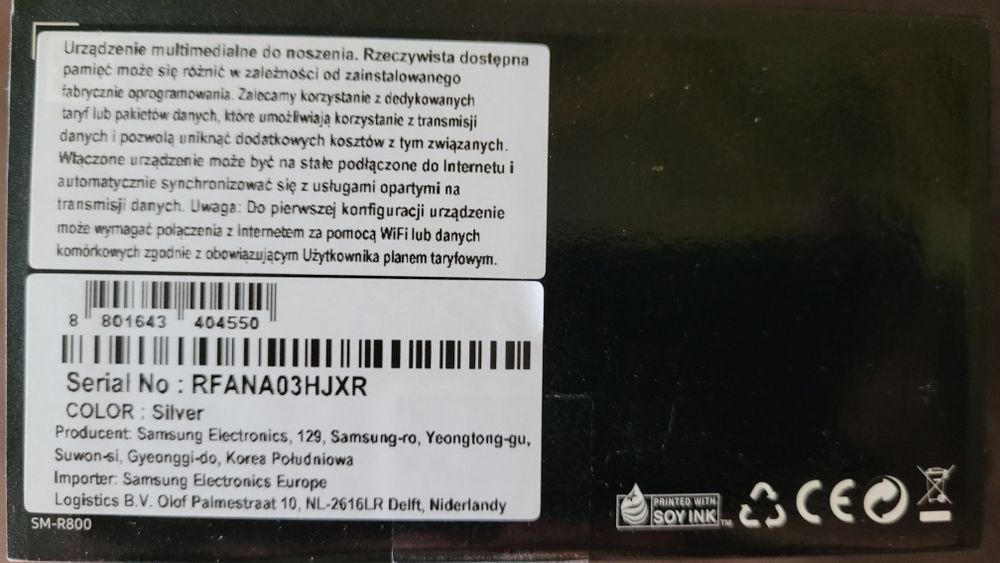 Urządzenie multimedialne do noszenia. Rzeczywista dostępna
pamięć może się różnić w zależności od zainstalowanego
fabrycznie oprogramowania. Zalecamy korzystanie z dedykowanych
taryf lub pakietów danych, które umożliwiają korzystanie z transmisji
danych i pozwolą uniknąć dodatkowych kosztów z tym związanych.
Włączone urządzenie może być na stałe podłączone do Internetu i
automatycznie synchronizować się z usługami opartymi na
transmisji danych. Uwaga: Do pierwszej konfiguracji urządzenie
może wymagać połączenia z Internetem za pomocą WiFi lub danych
komórkowych zgodnie z obowiązującym Użytkownika planem taryfowym.
8 801643 404550
Serial No : RFANA03HJXR
COLOR : Silver
Producent: Samsung Electronics, 129, Samsung-ro, Yeongtong-gu,
Suwon-si, Gyeonggi-do, Korea Południowa
Importer: Samsung Electronics Europe
Logistics B.V. Olof Palmestraat 10, NL-2616LR Delft, Niderlandy
SM-R800
PRINTED WITH
SOY INK™
CE